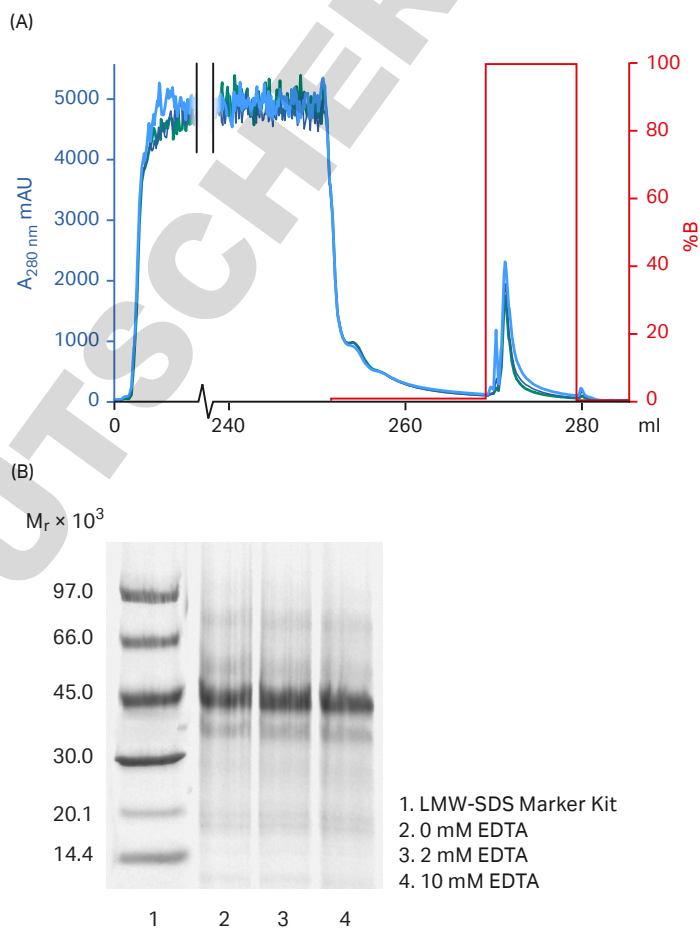 (A)
5000
4000
3000
2000
1000
0
A280 nm mAU
100
80
60
40
20
0
%B
0
240
260
280
ml
(B)
Mr × 10³
97.0
66.0
45.0
30.0
20.1
14.4
1. LMW-SDS Marker Kit
2. 0 mM EDTA
3. 2 mM EDTA
4. 10 mM EDTA
1
2
3
4
UTSCHER